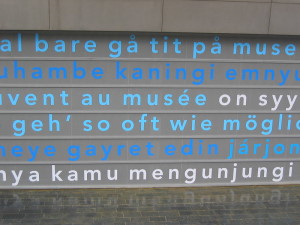 al bare gå tit på muse
uhambe kaningi emnyu
uvent au musée on syy
geh' so oft wie möglic
neye gayret edin járjon
nya kamu mengunjungi